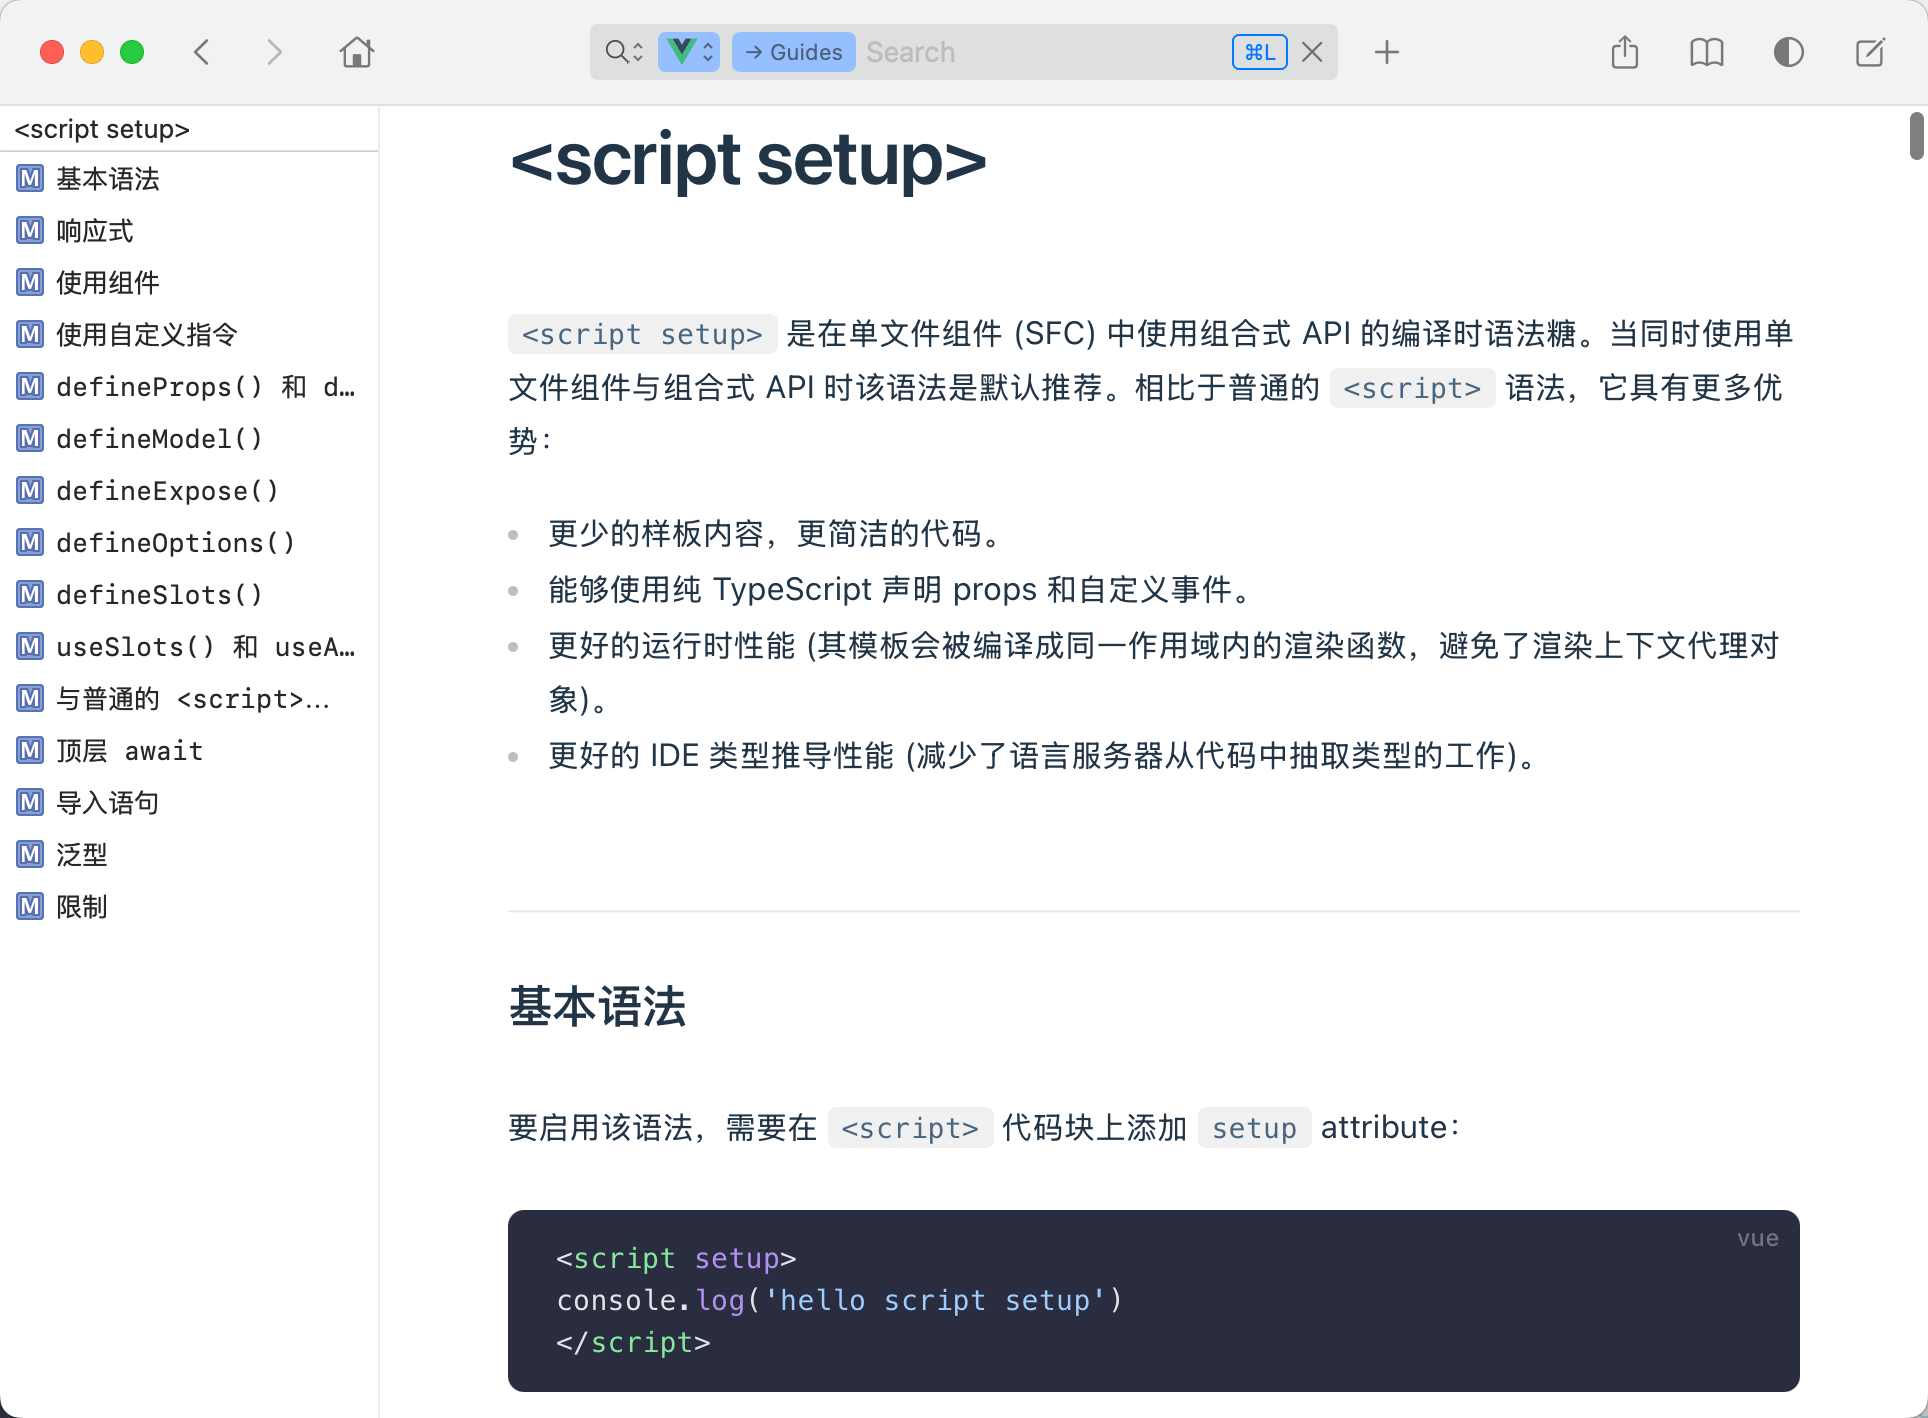 → Guides Search ⌘L
<script setup>
基本语法
响应式
使用组件
使用自定义指令
defineProps() 和 d…
defineModel()
defineExpose()
defineOptions()
defineSlots()
useSlots() 和 useA…
与普通的 <script>…
顶层 await
导入语句
泛型
限制
<script setup>
<script setup> 是在单文件组件 (SFC) 中使用组合式 API 的编译时语法糖。当同时使用单
文件组件与组合式 API 时该语法是默认推荐。相比于普通的 <script> 语法，它具有更多优
势：
更少的样板内容，更简洁的代码。
能够使用纯 TypeScript 声明 props 和自定义事件。
更好的运行时性能 (其模板会被编译成同一作用域内的渲染函数，避免了渲染上下文代理对
象)。
更好的 IDE 类型推导性能 (减少了语言服务器从代码中抽取类型的工作)。
基本语法
要启用该语法，需要在 <script> 代码块上添加 setup attribute：
vue
<script setup>
console.log('hello script setup')
</script>